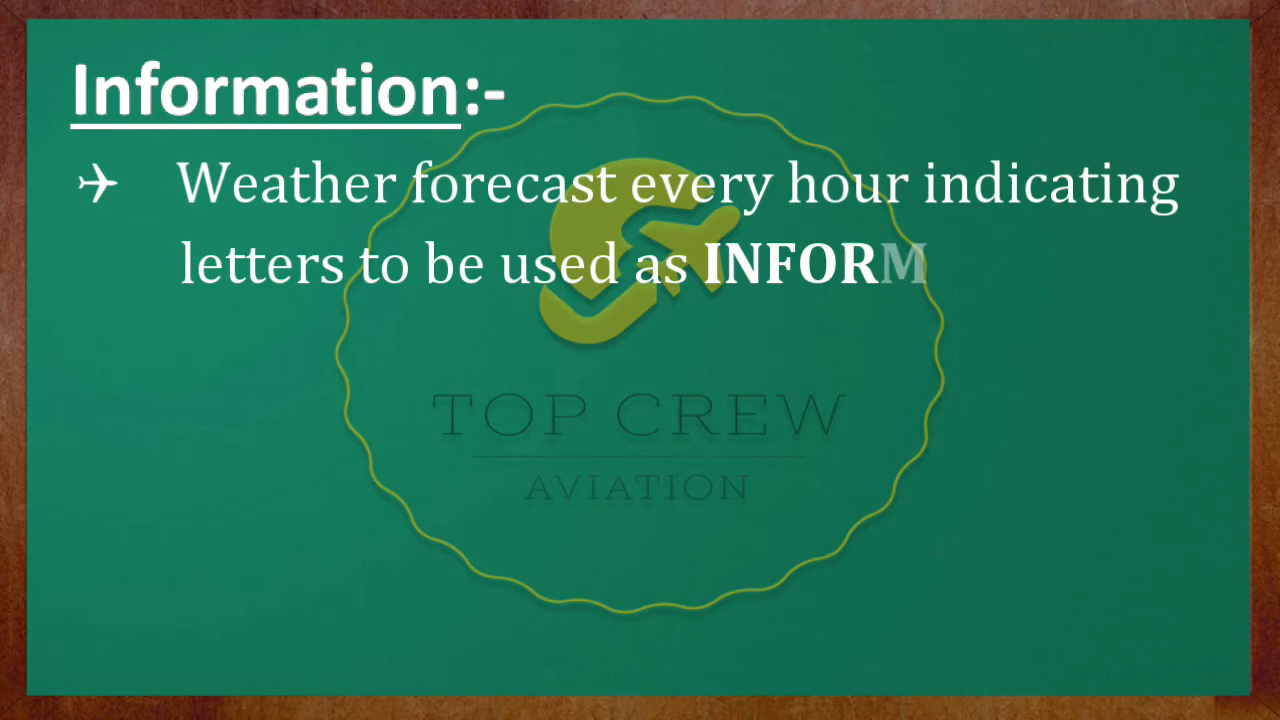 Information:-
Weather forecast every hour indicating
letters to be used as INFORM
TOP CREW
AVIATION